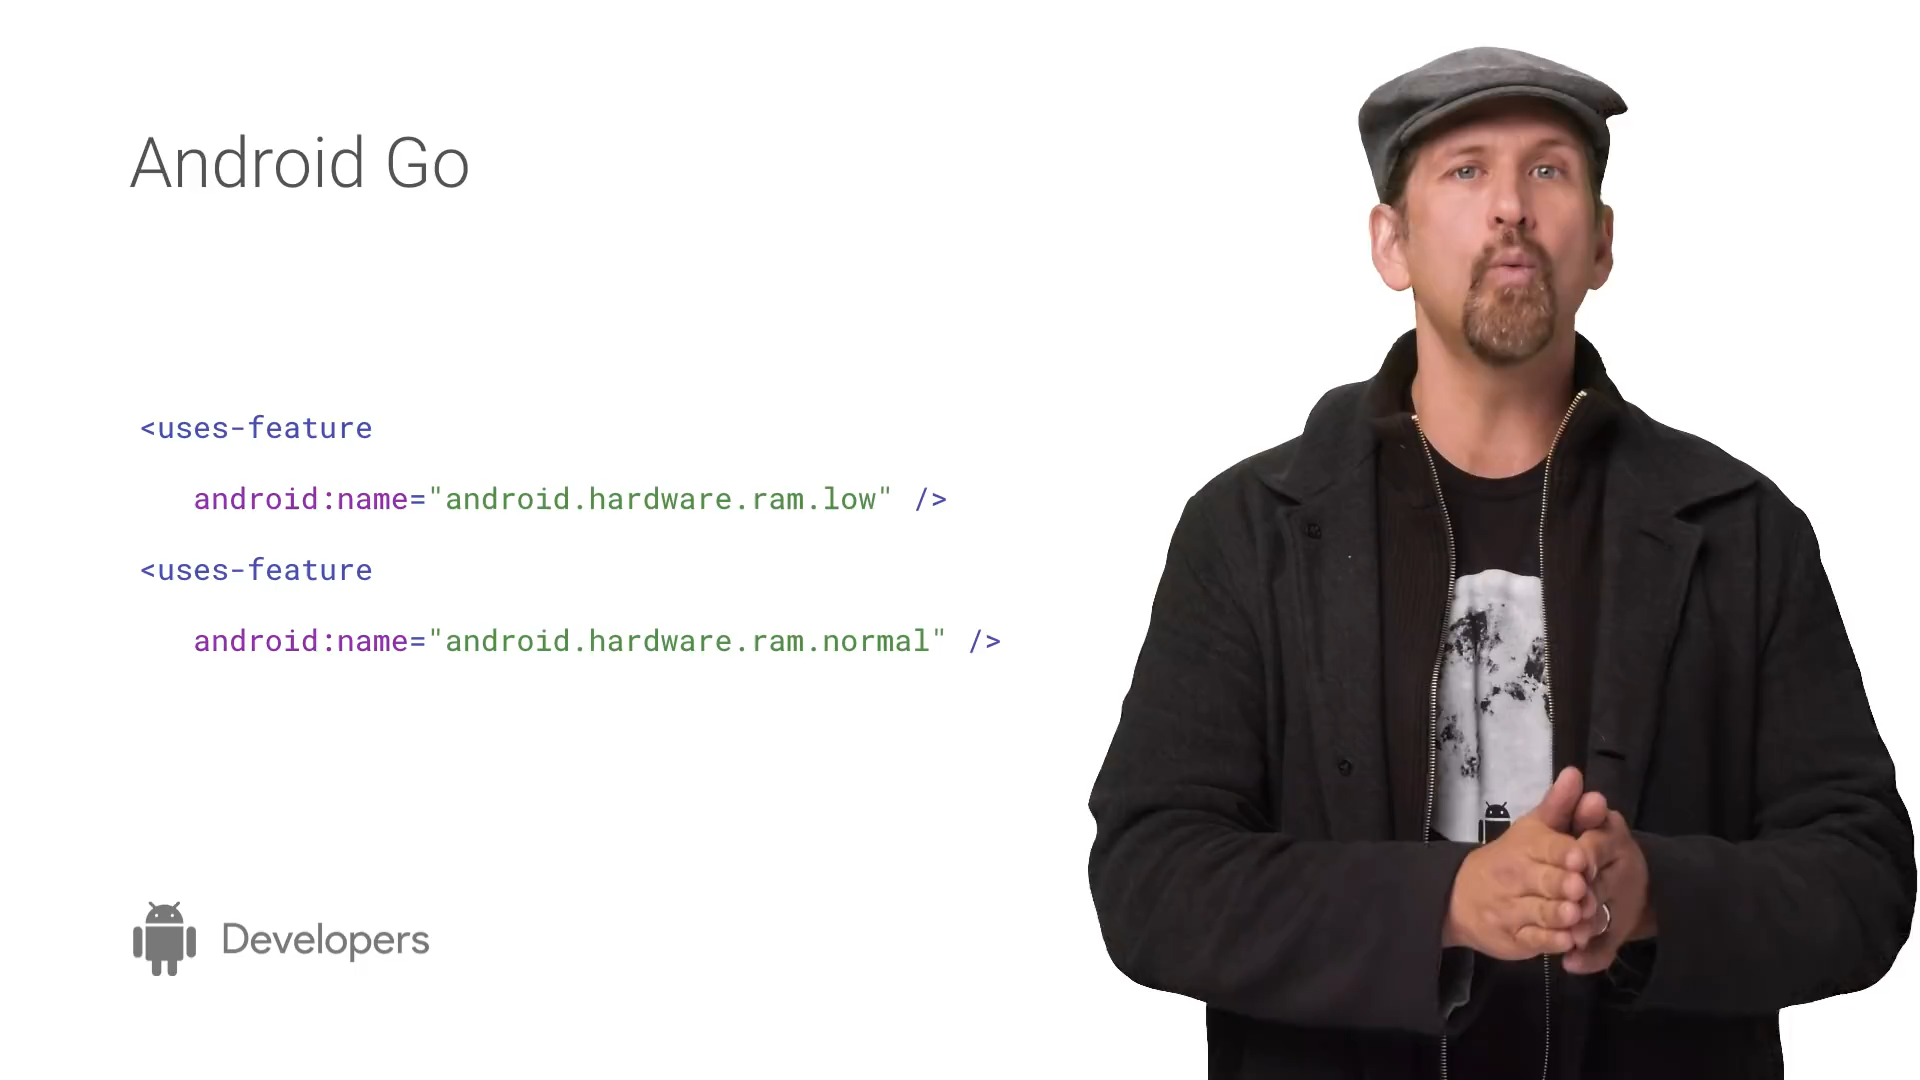 Android Go
<uses-feature
android:name="android.hardware.ram.low" />
<uses-feature
android:name="android.hardware.ram.normal" />
Developers